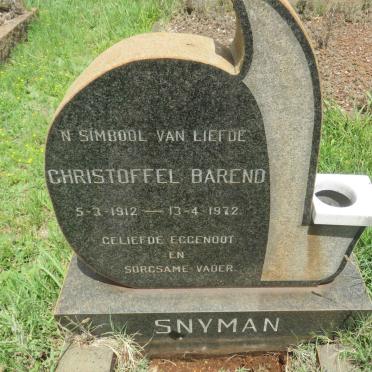 'N SIMBOOL VAN LIEFDE
CHRISTOFFEL BAREND
5-3-1912 — 13-4-1972
GELIEFDE EGGENOOT
EN
SORGSAME VADER
SNYMAN